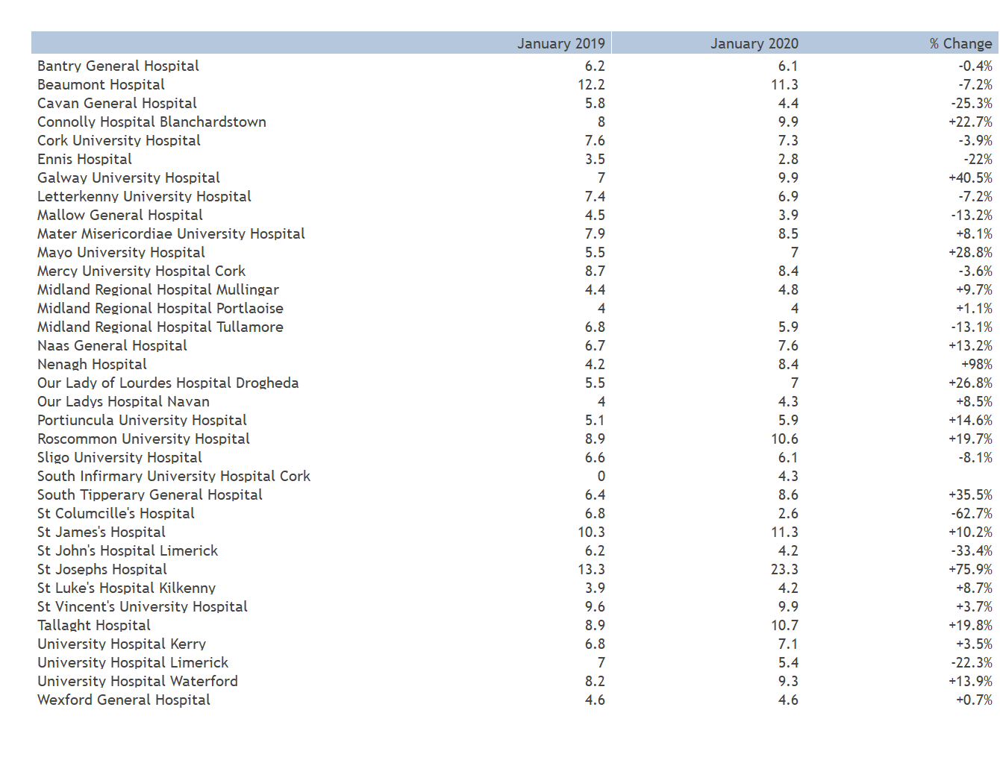 January 2019 January 2020 % Change
Bantry General Hospital 6.2 6.1 -0.4%
Beaumont Hospital 12.2 11.3 -7.2%
Cavan General Hospital 5.8 4.4 -25.3%
Connolly Hospital Blanchardstown 8 9.9 +22.7%
Cork University Hospital 7.6 7.3 -3.9%
Ennis Hospital 3.5 2.8 -22%
Galway University Hospital 7 9.9 +40.5%
Letterkenny University Hospital 7.4 6.9 -7.2%
Mallow General Hospital 4.5 3.9 -13.2%
Mater Misericordiae University Hospital 7.9 8.5 +8.1%
Mayo University Hospital 5.5 7 +28.8%
Mercy University Hospital Cork 8.7 8.4 -3.6%
Midland Regional Hospital Mullingar 4.4 4.8 +9.7%
Midland Regional Hospital Portlaoise 4 4 +1.1%
Midland Regional Hospital Tullamore 6.8 5.9 -13.1%
Naas General Hospital 6.7 7.6 +13.2%
Nenagh Hospital 4.2 8.4 +98%
Our Lady of Lourdes Hospital Drogheda 5.5 7 +26.8%
Our Ladys Hospital Navan 4 4.3 +8.5%
Portiuncula University Hospital 5.1 5.9 +14.6%
Roscommon University Hospital 8.9 10.6 +19.7%
Sligo University Hospital 6.6 6.1 -8.1%
South Infirmary University Hospital Cork 0 4.3
South Tipperary General Hospital 6.4 8.6 +35.5%
St Columcille's Hospital 6.8 2.6 -62.7%
St James's Hospital 10.3 11.3 +10.2%
St John's Hospital Limerick 6.2 4.2 -33.4%
St Josephs Hospital 13.3 23.3 +75.9%
St Luke's Hospital Kilkenny 3.9 4.2 +8.7%
St Vincent's University Hospital 9.6 9.9 +3.7%
Tallaght Hospital 8.9 10.7 +19.8%
University Hospital Kerry 6.8 7.1 +3.5%
University Hospital Limerick 7 5.4 -22.3%
University Hospital Waterford 8.2 9.3 +13.9%
Wexford General Hospital 4.6 4.6 +0.7%